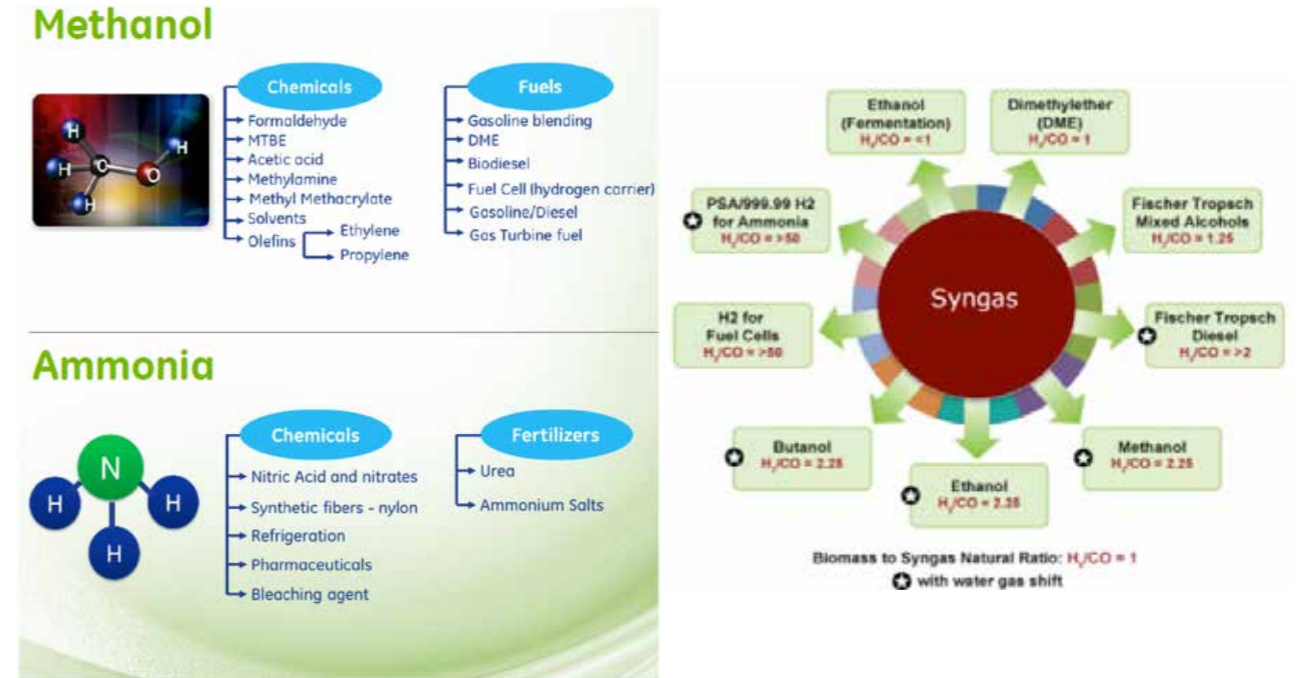 Methanol
Chemicals
Formaldehyde
MTBE
Acetic acid
Methylamine
Methyl Methacrylate
Solvents
Olefins
Ethylene
Propylene
Fuels
Gasoline blending
DME
Biodiesel
Fuel Cell (hydrogen carrier)
Gasoline/Diesel
Gas Turbine fuel
H
H
H
H
C
O
Ammonia
N
H
H
H
Chemicals
Nitric Acid and nitrates
Synthetic fibers - nylon
Refrigeration
Pharmaceuticals
Bleaching agent
Fertilizers
Urea
Ammonium Salts
Ethanol
(Fermentation)
H₂/CO = <1
Dimethylether
(DME)
H₂/CO = 1
PSA/999.99 H2
for Ammonia
H₂/CO = >50
Fischer Tropsch
Mixed Alcohols
H₂/CO = 1.25
Syngas
H2 for
Fuel Cells
H₂/CO = >50
Fischer Tropsch
Diesel
H₂/CO = >2
Butanol
H₂/CO = 2.25
Methanol
H₂/CO = 2.25
Ethanol
H₂/CO = 2.25
Biomass to Syngas Natural Ratio: H₂/CO = 1
with water gas shift